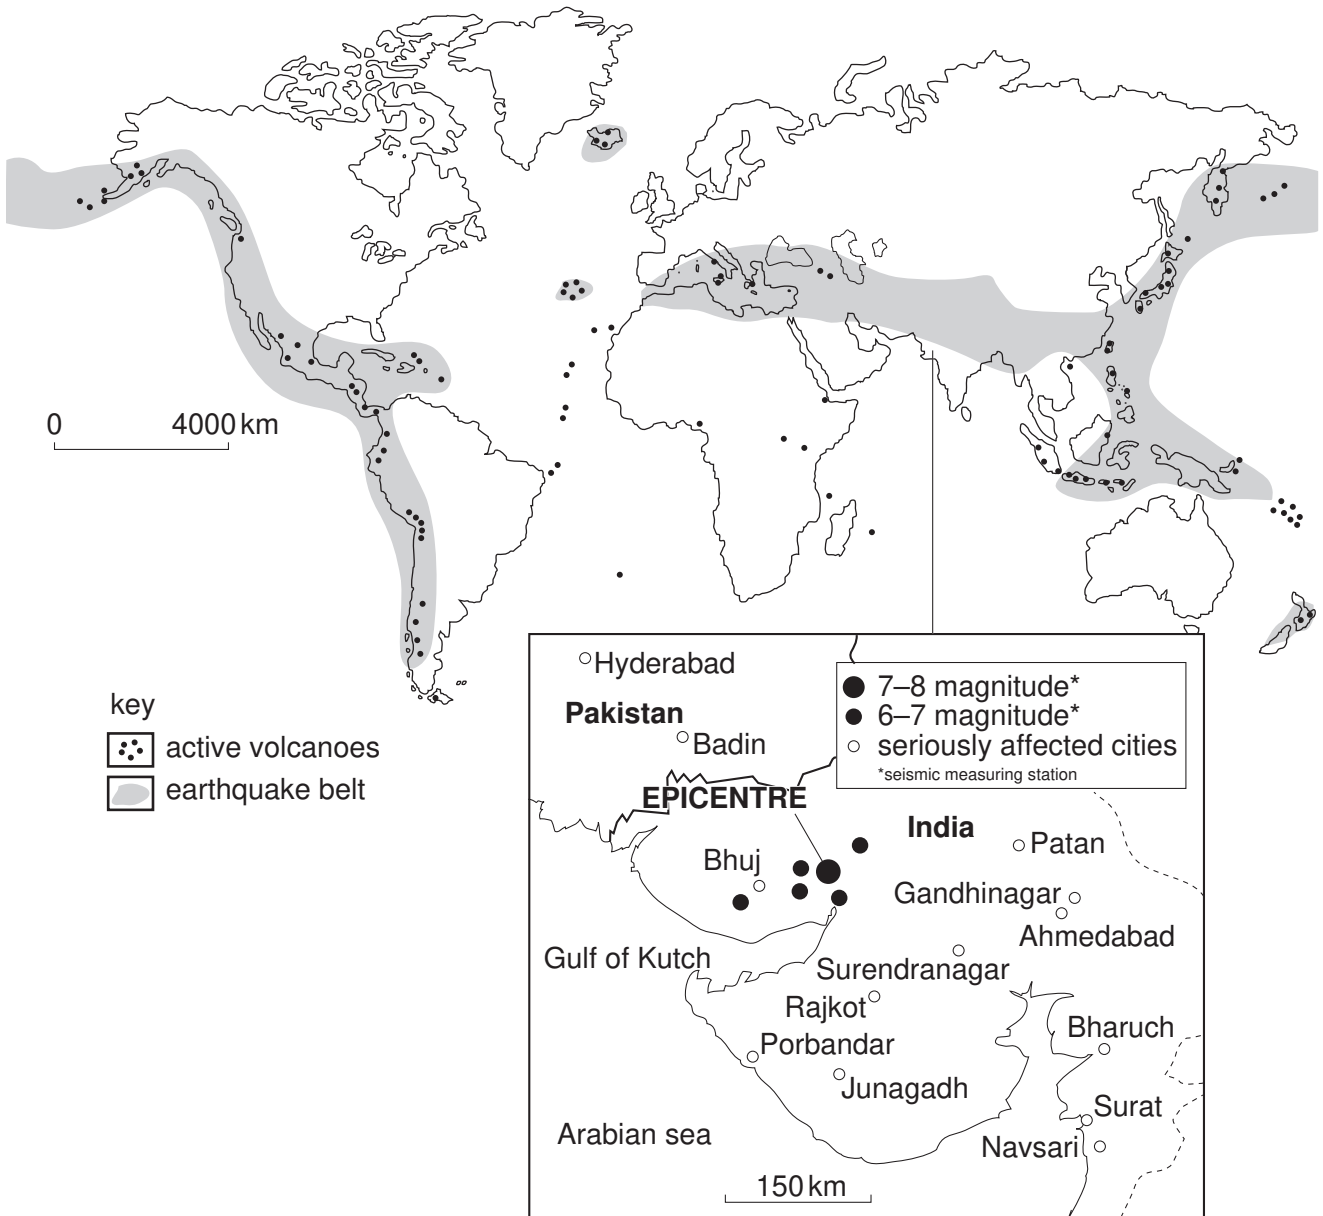 0 4000 km
key
active volcanoes
earthquake belt
Hyderabad
Pakistan
Badin
7–8 magnitude*
6–7 magnitude*
seriously affected cities
*seismic measuring station
EPICENTRE
India
Patan
Bhuj
Gandhinagar
Ahmedabad
Gulf of Kutch
Surendranagar
Rajkot
Bharuch
Porbandar
Junagadh
Surat
Arabian sea
Navsari
150 km